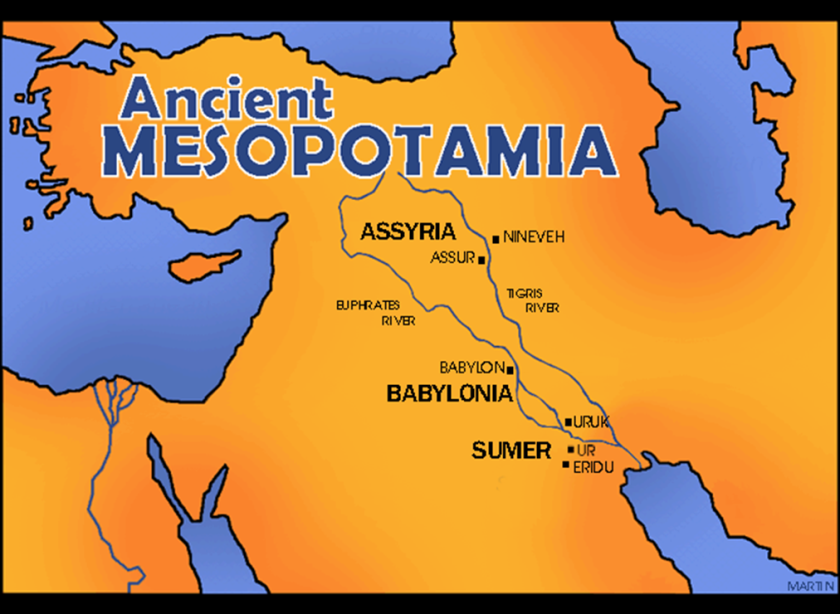 Ancient
MESOPOTAMIA
ASSYRIA
NINEVEH
ASSUR
TIGRIS
RIVER
EUPHRATES
RIVER
BABYLON
BABYLONIA
URUK
SUMER
UR
ERIDU
MARTIN